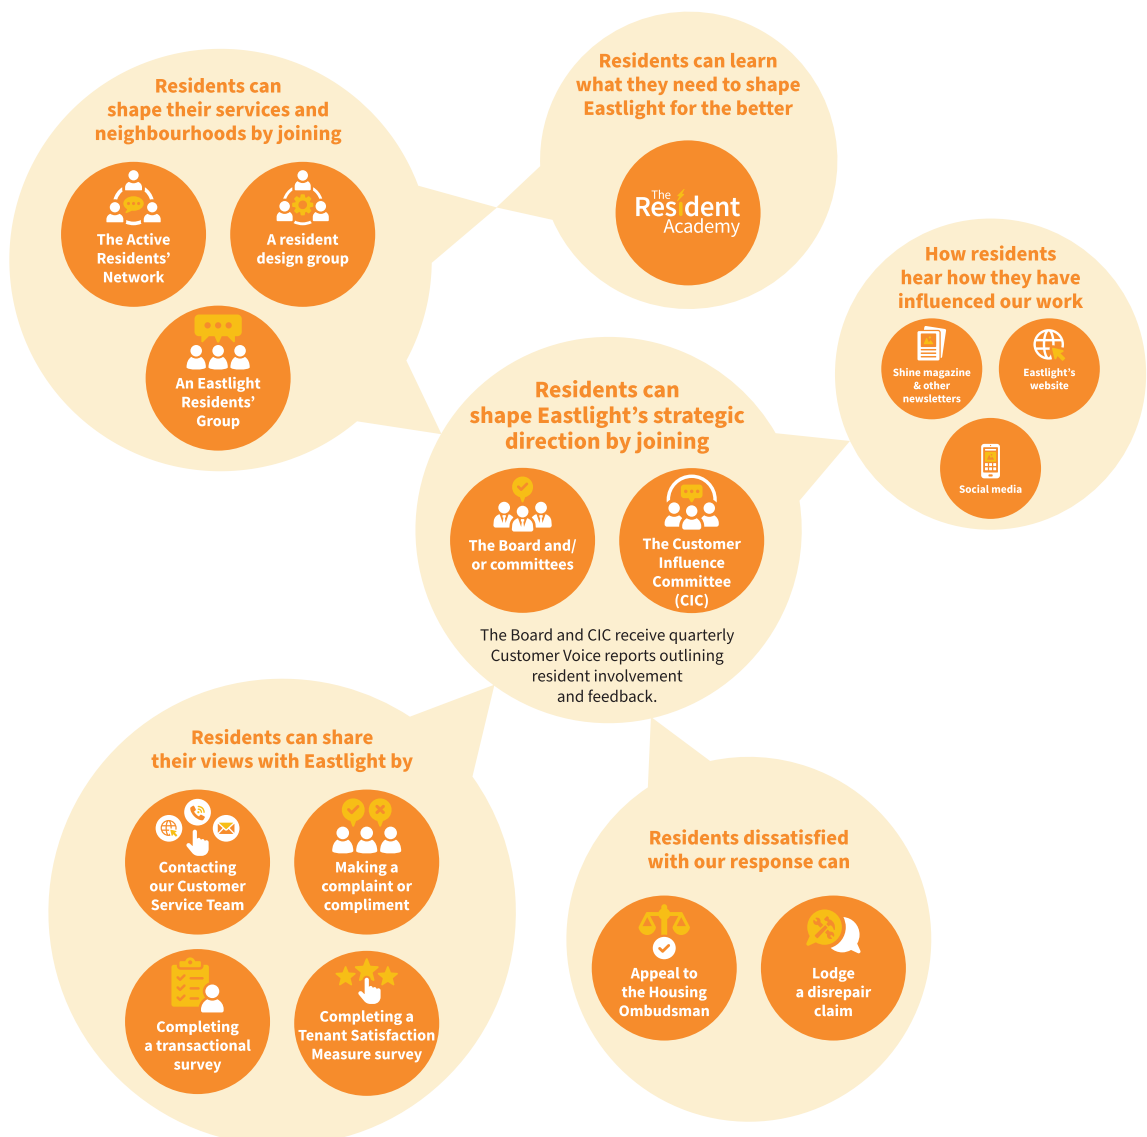 Residents can
shape their services and
neighbourhoods by joining
The Active
Residents’
Network
A resident
design group
An Eastlight
Residents’
Group
Residents can learn
what they need to shape
Eastlight for the better
The
Resident
Academy
How residents
hear how they have
influenced our work
Shine magazine
& other
newsletters
Eastlight’s
website
Social media
Residents can
shape Eastlight’s strategic
direction by joining
The Board and/
or committees
The Customer
Influence
Committee
(CIC)
The Board and CIC receive quarterly
Customer Voice reports outlining
resident involvement
and feedback.
Residents can share
their views with Eastlight by
Contacting
our Customer
Service Team
Making a
complaint or
compliment
Completing
a transactional
survey
Completing a
Tenant Satisfaction
Measure survey
Residents dissatisfied
with our response can
Appeal to
the Housing
Ombudsman
Lodge
a disrepair
claim